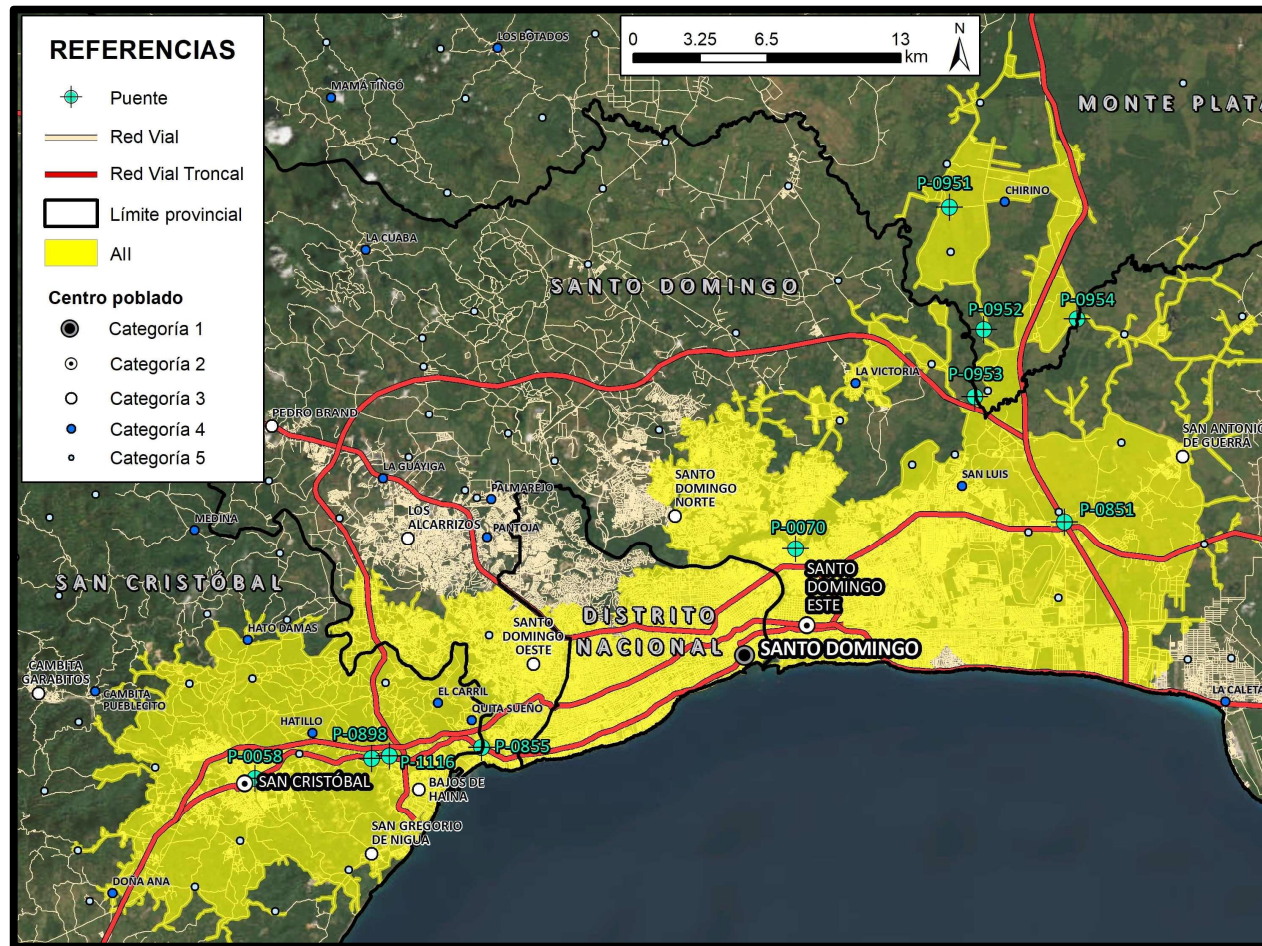 REFERENCIAS
Puente
Red Vial
Red Vial Troncal
Límite provincial
AII
Centro poblado
Categoría 1
Categoría 2
Categoría 3
Categoría 4
Categoría 5
0 3.25 6.5 13
km
N
LOS BOTADOS
MAMÁ TINGÓ
MONTE PLATA
P-0951
CHIRINO
LA CUABA
SANTO DOMINGO
P-0952
P-0954
LA VICTORIA
P-0953
PEDRO BRAND
SAN ANTONIO
DE GUERRA
LA GUÁYIGA
SANTO
DOMINGO
NORTE
SAN LUIS
PALMAREJO
LOS
ALCARRIZOS
PANTOJA
MEDINA
P-0851
P-0070
SAN CRISTÓBAL
SANTO
DOMINGO
ESTE
DISTRITO
NACIONAL
HATO DAMAS
SANTO
DOMINGO
OESTE
SANTO DOMINGO
CAMBITA
GARABITOS
CAMBITA
PUEBLECITO
EL CARRIL
QUITA SUEÑO
LA CALETA
HATILLO
P-0898
P-0855
P-0058
P-1116
SAN CRISTÓBAL
BAJOS DE
HAINA
SAN GREGORIO
DE NIGUA
DOÑA ANA